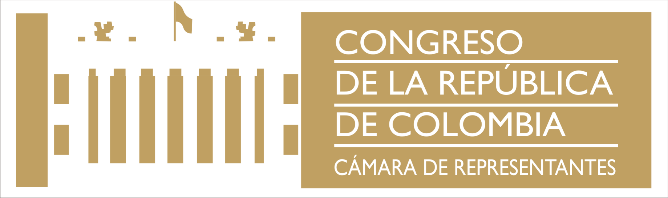 CONGRESO
DE LA REPÚBLICA
DE COLOMBIA
CÁMARA DE REPRESENTANTES